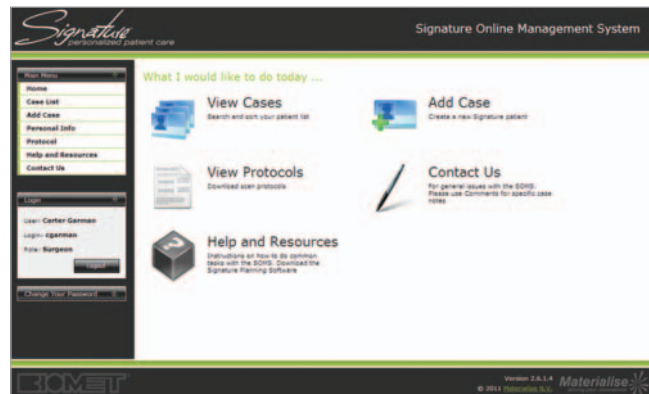 Signature
personalized patient care
Signature Online Management System
Main Menu
Home
Case List
Add Case
Personal Info
Protocol
Help and Resources
Contact Us
Login
User: Carter Garman
Login: cgarman
Role: Surgeon
Logout
Change Your Password
What I would like to do today ...
View Cases
Search and sort your patient list
Add Case
Create a new Signature patient
View Protocols
Download scan protocols
Contact Us
For general issues with the SOMS.
Please use Comments for specific case
notes
Help and Resources
Instructions on how to do common
tasks with the SOMS. Download the
Signature Planning Software
BIOMET
Version 2.6.1.4
© 2011 Materialise N.V.
Materialise